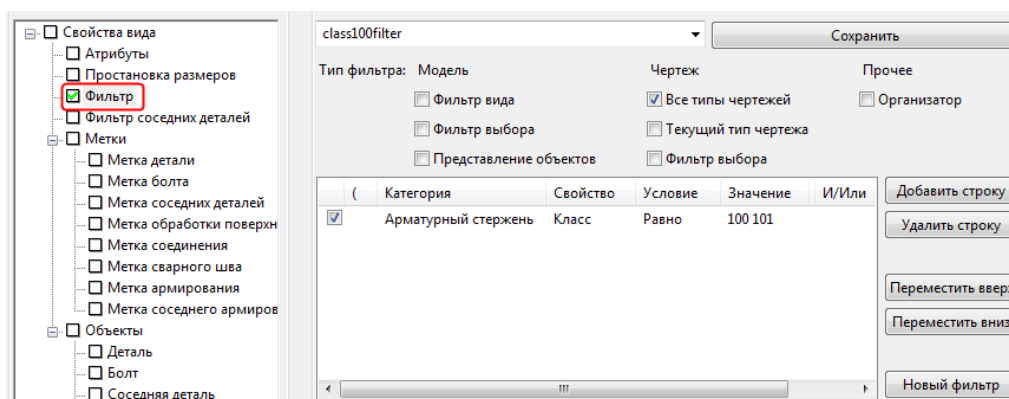 Свойства вида
Атрибуты
Простановка размеров
Фильтр
Фильтр соседних деталей
Метки
Метка детали
Метка болта
Метка соседних деталей
Метка обработки поверхн
Метка соединения
Метка сварного шва
Метка армирования
Метка соседнего армиров
Объекты
Деталь
Болт
Соседняя деталь
class100filter Сохранить
Тип фильтра: Модель Чертеж Прочее
Фильтр вида Все типы чертежей Организатор
Фильтр выбора Текущий тип чертежа
Представление объектов Фильтр выбора
( Категория Свойство Условие Значение И/Или
Арматурный стержень Класс Равно 100 101
Добавить строку
Удалить строку
Переместить вверх
Переместить вниз
Новый фильтр